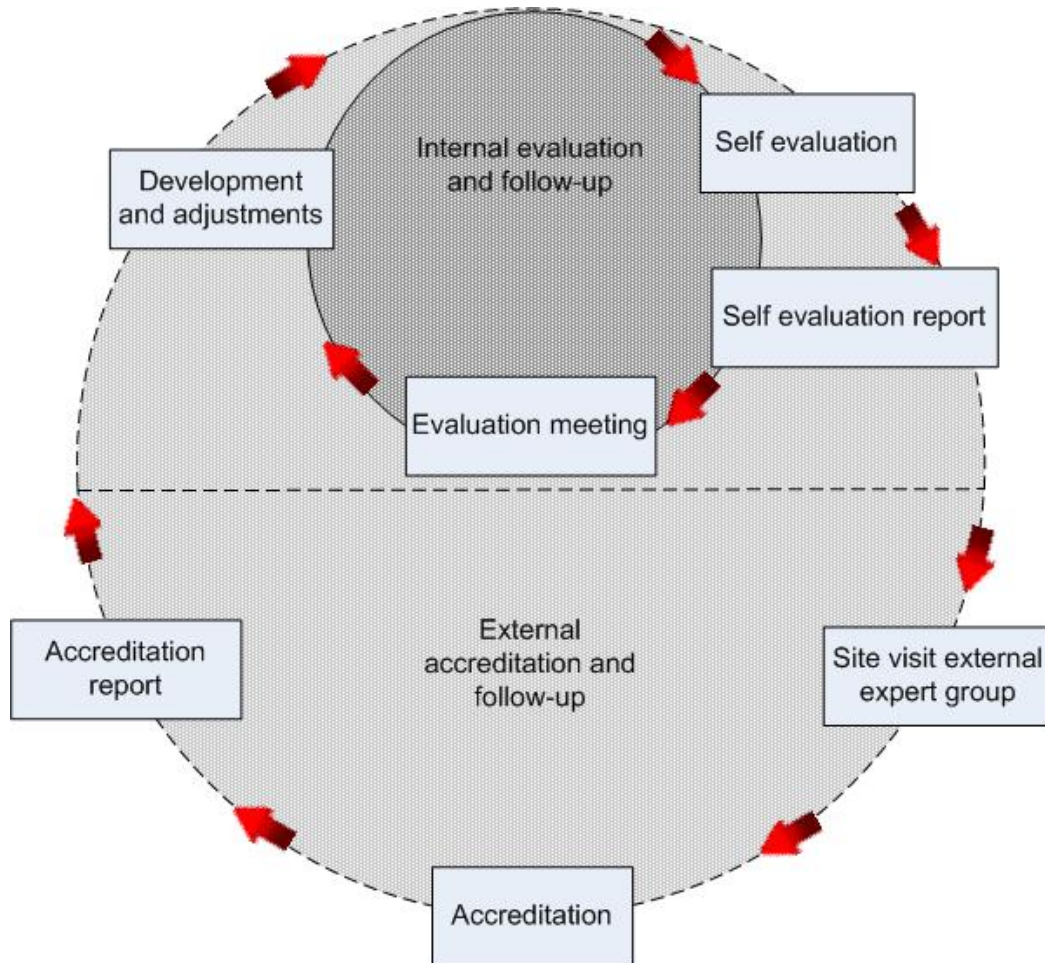 Internal evaluation
and follow-up
Self evaluation
Development
and adjustments
Self evaluation report
Evaluation meeting
External
accreditation and
follow-up
Accreditation
report
Site visit external
expert group
Accreditation